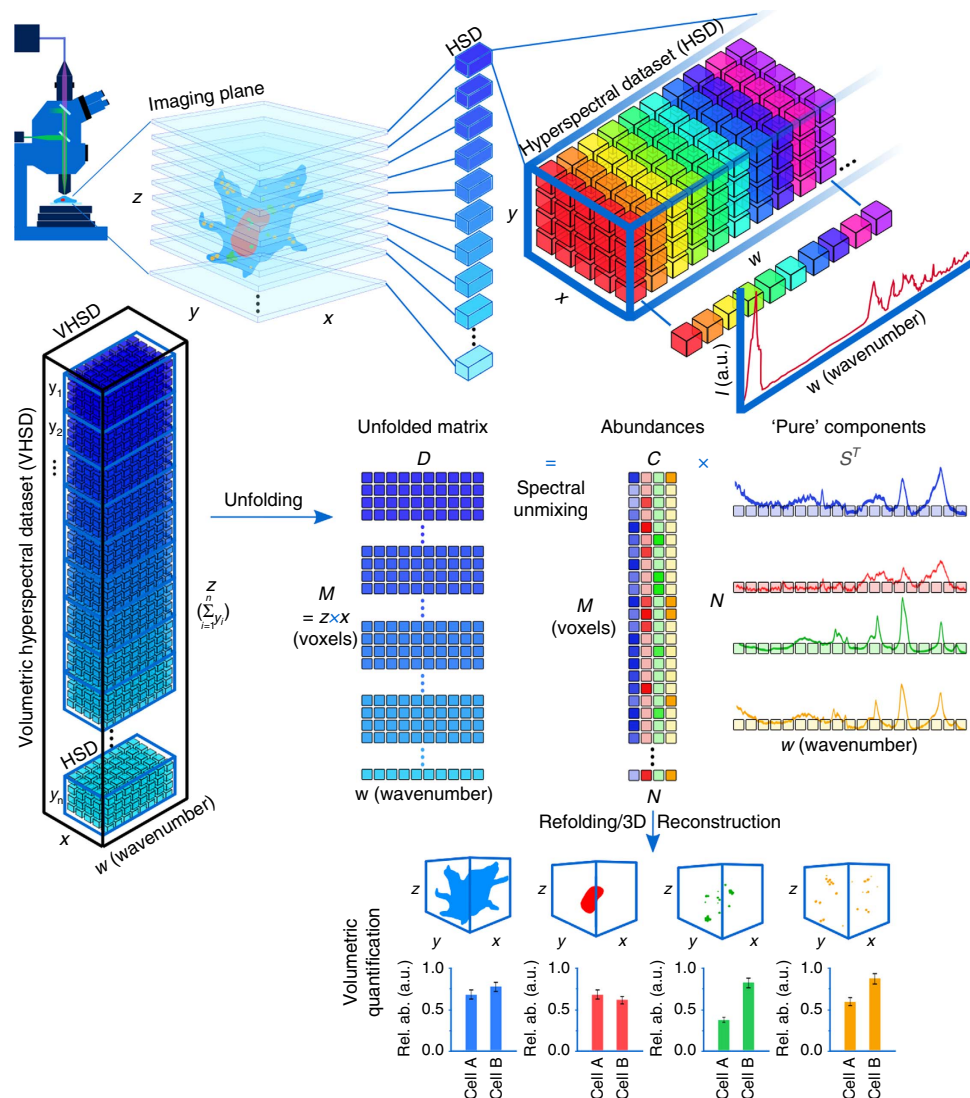 HSD
Imaging plane
Hyperspectral dataset (HSD)
z
y
x
y
x
w
...
I (a.u.)
w (wavenumber)
VHSD
Volumetric hyperspectral dataset (VHSD)
y1
y2
...
z
n
(Σyi)
i=1
HSD
yn
x
w (wavenumber)
Unfolding
Unfolded matrix
D
M
= z×x
(voxels)
w (wavenumber)
=
Spectral
unmixing
Abundances
C
M
(voxels)
N
×
'Pure' components
S^T
N
w (wavenumber)
Refolding/3D Reconstruction
z
y
x
z
y
x
z
y
x
z
y
x
Volumetric
quantification
Rel. ab. (a.u.)
1.0
0.5
0.0
Cell A
Cell B
Rel. ab. (a.u.)
1.0
0.5
0.0
Cell A
Cell B
Rel. ab. (a.u.)
1.0
0.5
0.0
Cell A
Cell B
Rel. ab. (a.u.)
1.0
0.5
0.0
Cell A
Cell B